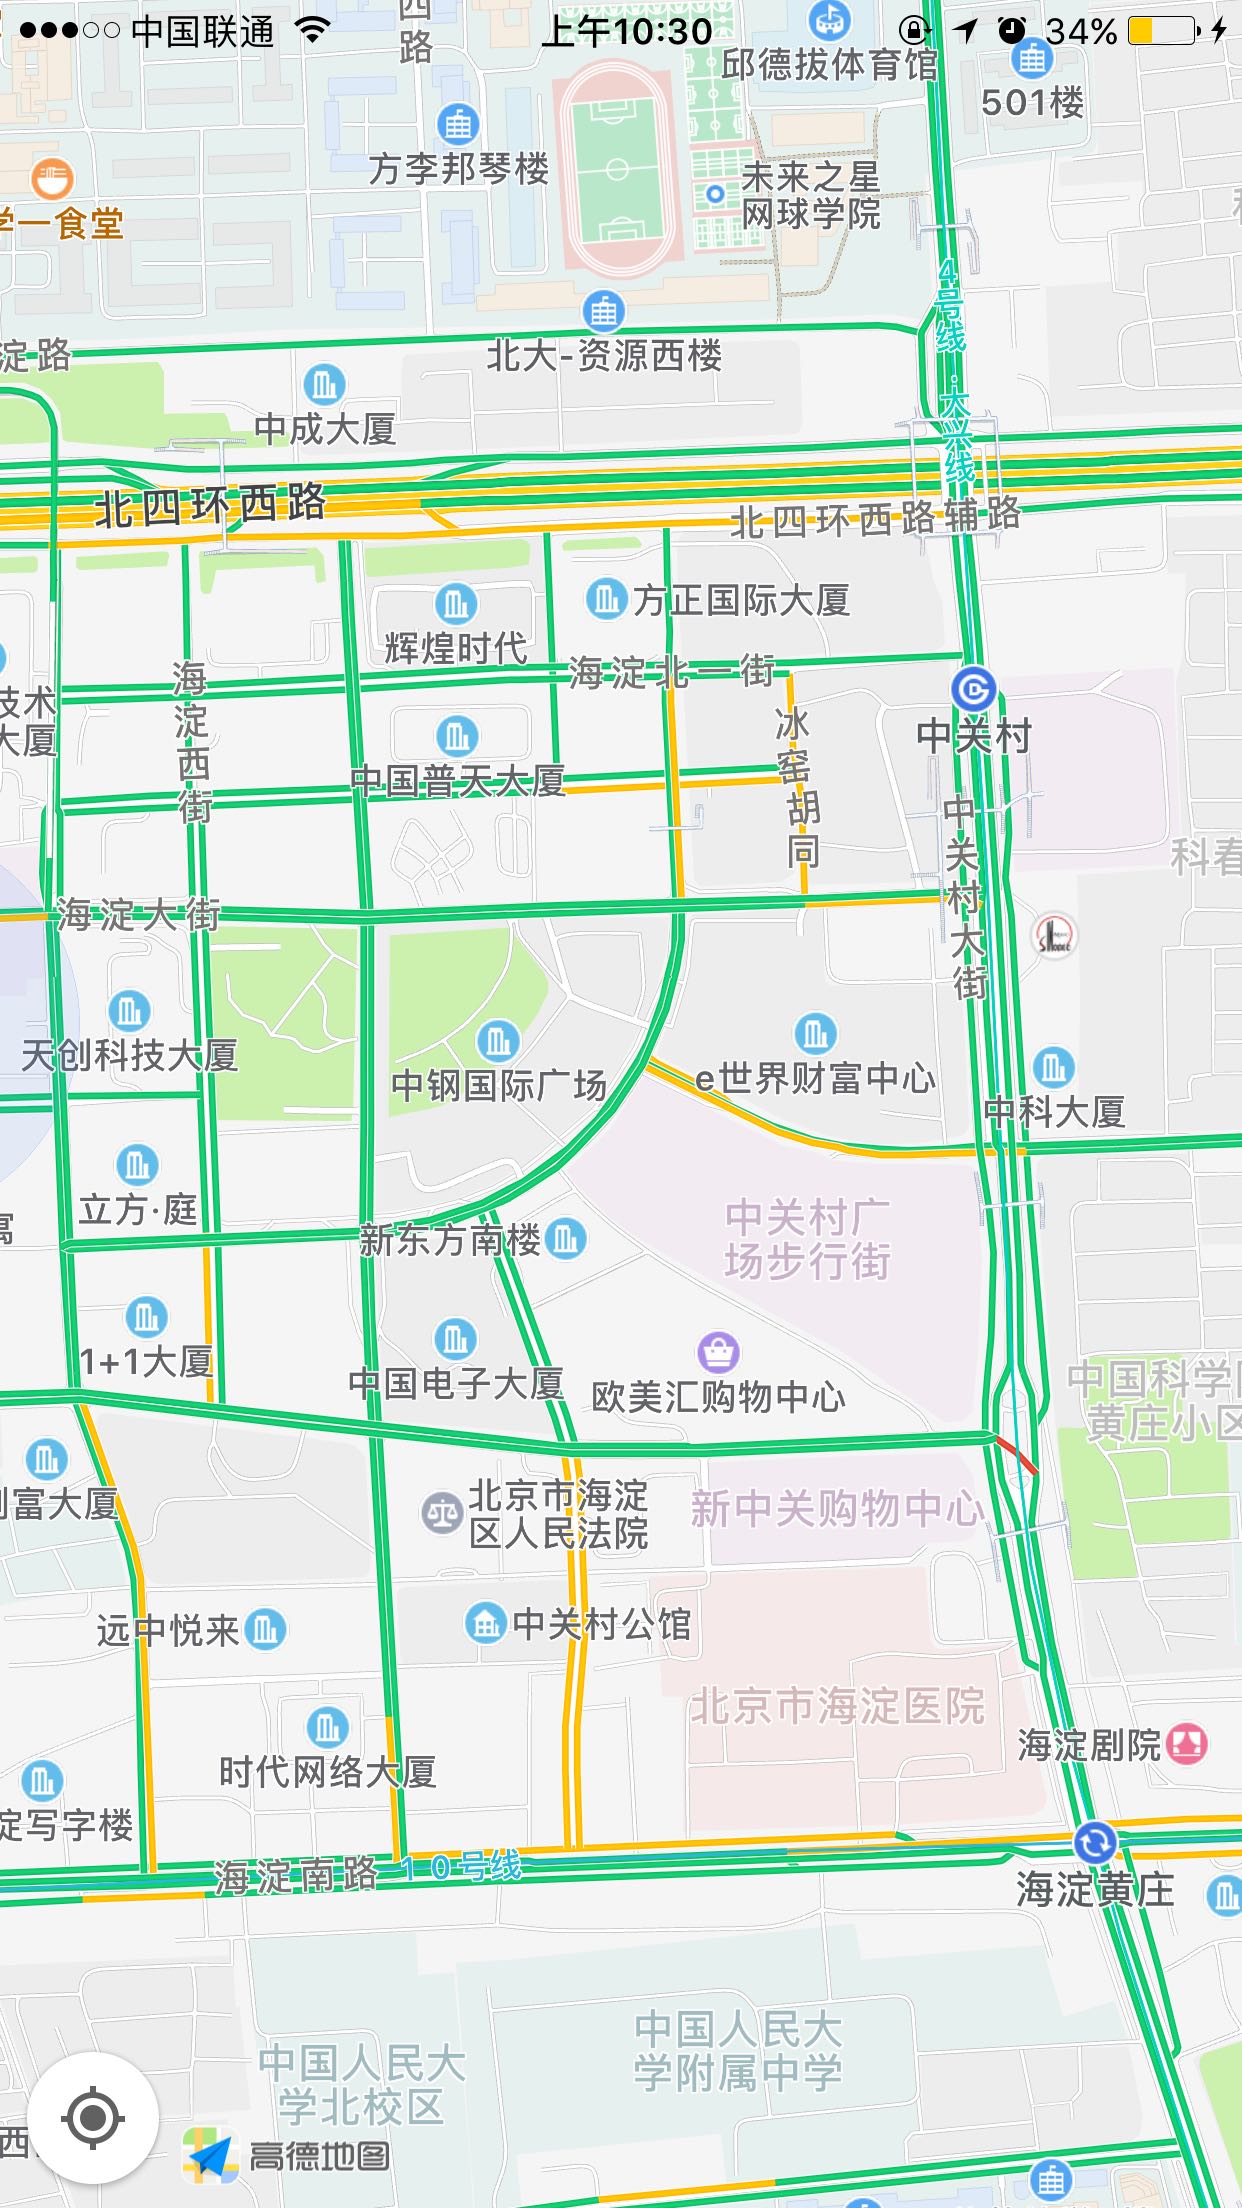 中国联通
上午10:30
34%
西
路
邱德拔体育馆
501楼
方李邦琴楼
未来之星
网球学院
学一食堂
4号线·大兴线
北大-资源西楼
淀路
中成大厦
北四环西路
北四环西路辅路
辉煌时代
方正国际大厦
海淀北一街
海淀西街
技术
大厦
冰窖胡同
中关村
中国普天大厦
中关村大街
科春
海淀大街
天创科技大厦
中钢国际广场
e世界财富中心
中科大厦
立方·庭
寓
新东方南楼
中关村广
场步行街
1+1大厦
中国电子大厦
欧美汇购物中心
中国科学院
黄庄小区
创富大厦
北京市海淀
区人民法院
新中关购物中心
远中悦来
中关村公馆
北京市海淀医院
海淀剧院
时代网络大厦
淀写字楼
海淀南路
10号线
海淀黄庄
中国人民大
学附属中学
中国人民大
学北校区
西
高德地图